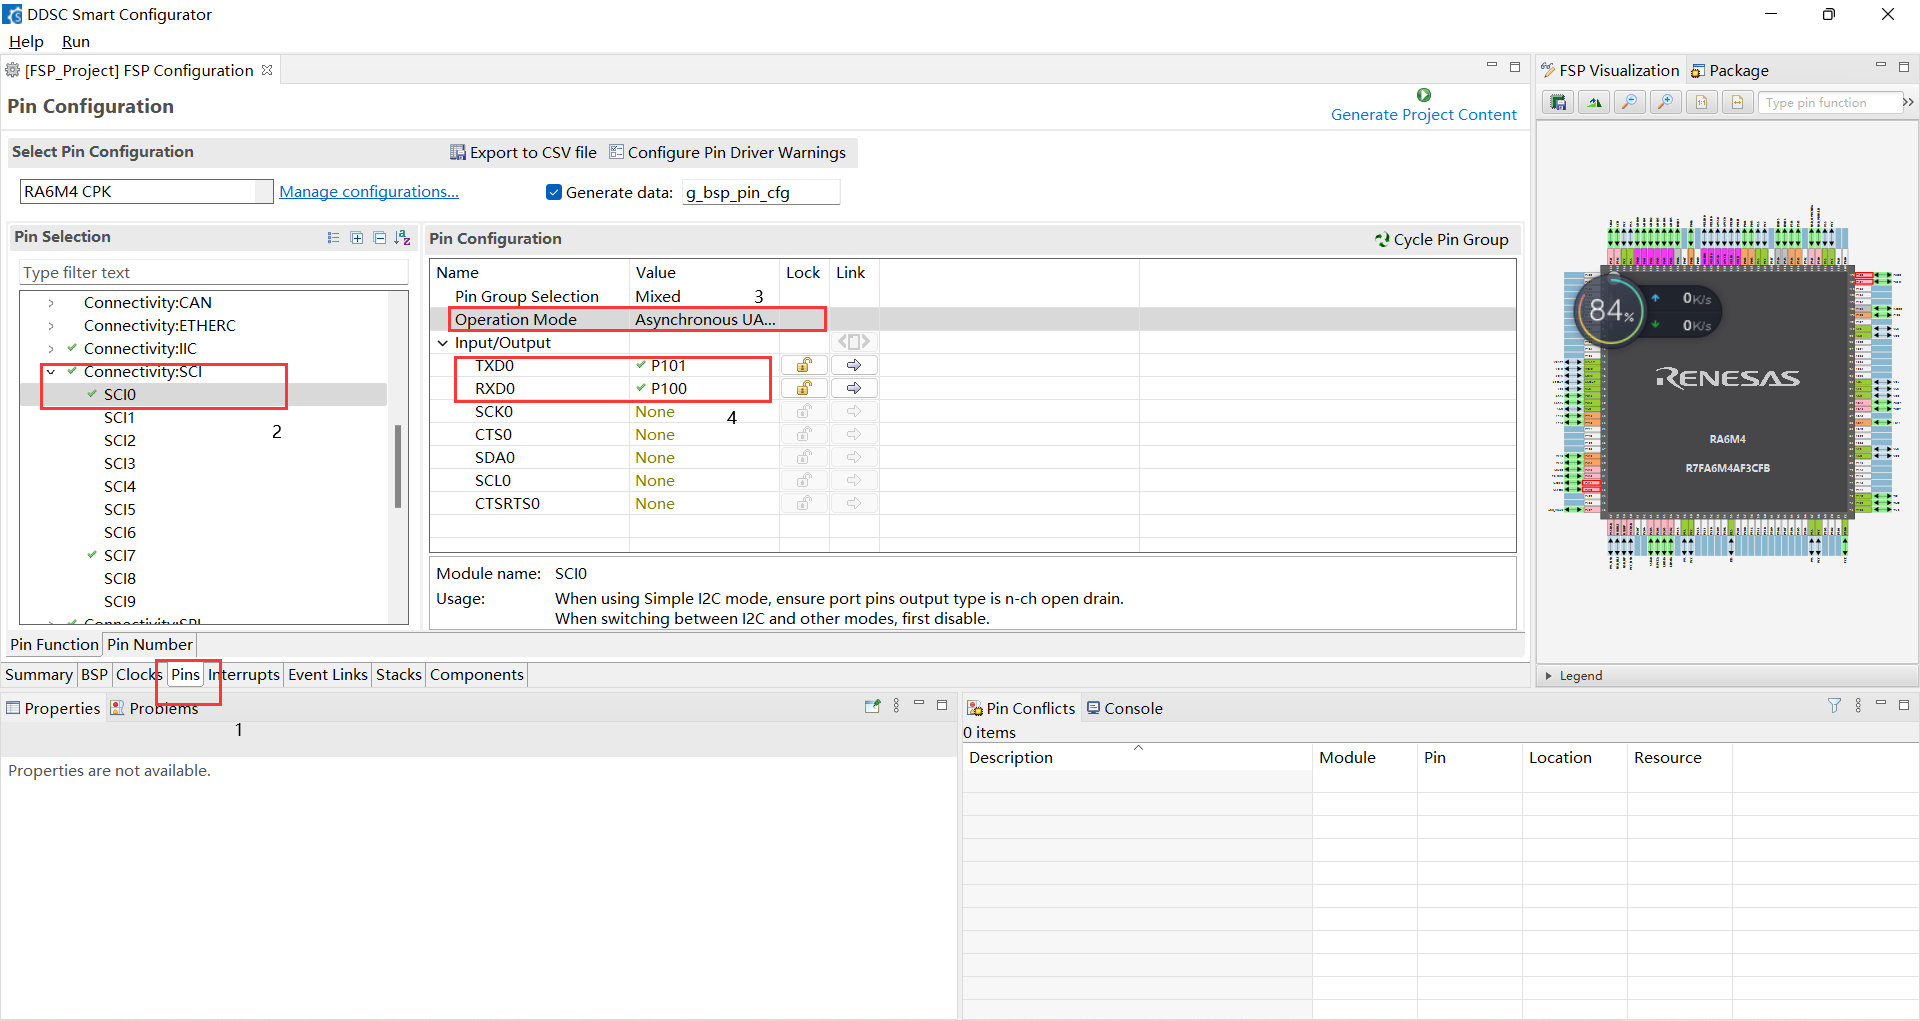 DDSC Smart Configurator
Help Run
[FSP_Project] FSP Configuration
Pin Configuration
Generate Project Content
Select Pin Configuration
Export to CSV file
Configure Pin Driver Warnings
RA6M4 CPK
Manage configurations...
Generate data:
g_bsp_pin_cfg
Pin Selection
Type filter text
Connectivity:CAN
Connectivity:ETHERC
Connectivity:IIC
Connectivity:SCI
SCI0
SCI1
2
SCI2
SCI3
SCI4
SCI5
SCI6
SCI7
SCI8
SCI9
Connectivity:SPI
Pin Configuration
Cycle Pin Group
Name Value Lock Link
Pin Group Selection Mixed 3
Operation Mode Asynchronous UA...
Input/Output
TXD0 P101
RXD0 P100
SCK0 None 4
CTS0 None
SDA0 None
SCL0 None
CTSRTS0 None
Module name: SCI0
Usage: When using Simple I2C mode, ensure port pins output type is n-ch open drain.
When switching between I2C and other modes, first disable.
Pin Function Pin Number
Summary BSP Clocks Pins Interrupts Event Links Stacks Components
FSP Visualization Package
1:1
Type pin function
84%
0K/s
0K/s
RENESAS
RA6M4
R7FA6M4AF3CFB
Legend
Properties Problems
1
Properties are not available.
Pin Conflicts Console
0 items
Description Module Pin Location Resource